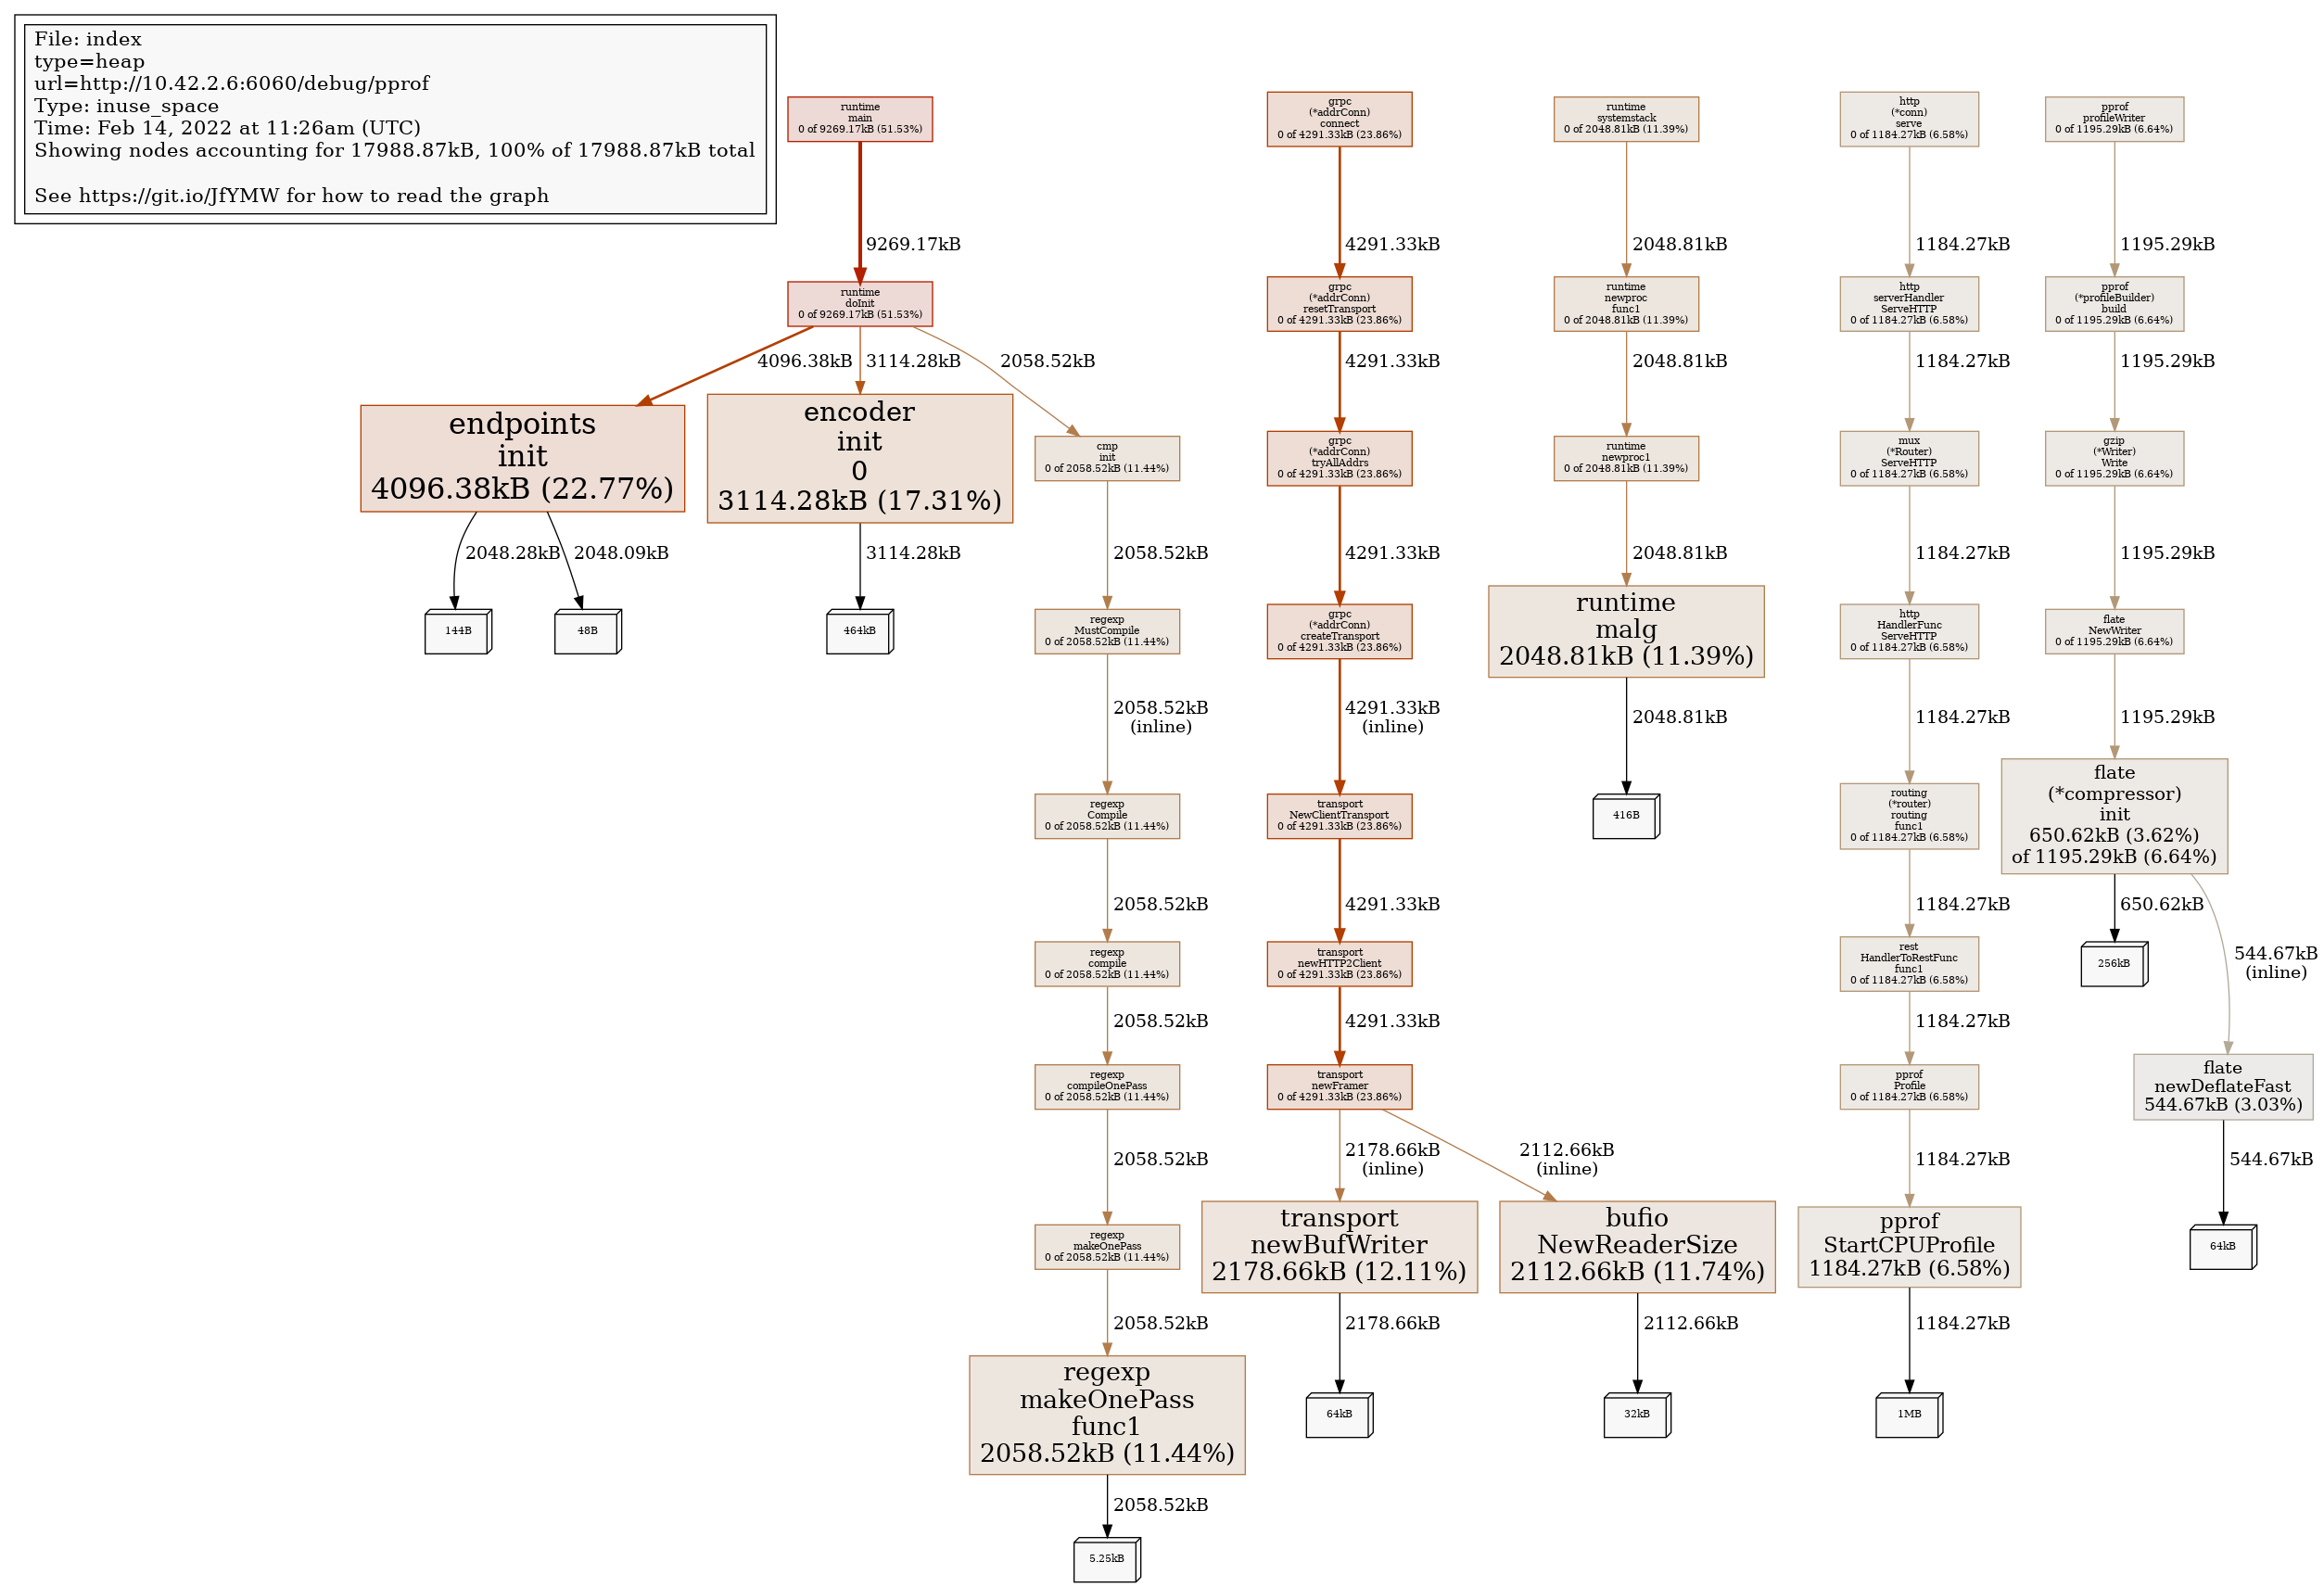 File: index
type=heap
url=http://10.42.2.6:6060/debug/pprof
Type: inuse_space
Time: Feb 14, 2022 at 11:26am (UTC)
Showing nodes accounting for 17988.87kB, 100% of 17988.87kB total
See https://git.io/JfYMW for how to read the graph
runtime
main
0 of 9269.17kB (51.53%)
9269.17kB
runtime
doInit
0 of 9269.17kB (51.53%)
4096.38kB
3114.28kB
2058.52kB
endpoints
init
4096.38kB (22.77%)
2048.28kB
2048.09kB
144B
48B
encoder
init
0
3114.28kB (17.31%)
3114.28kB
464kB
cmp
init
0 of 2058.52kB (11.44%)
2058.52kB
regexp
MustCompile
0 of 2058.52kB (11.44%)
2058.52kB
(inline)
regexp
Compile
0 of 2058.52kB (11.44%)
2058.52kB
regexp
compile
0 of 2058.52kB (11.44%)
2058.52kB
regexp
compileOnePass
0 of 2058.52kB (11.44%)
2058.52kB
regexp
makeOnePass
0 of 2058.52kB (11.44%)
2058.52kB
regexp
makeOnePass
func1
2058.52kB (11.44%)
2058.52kB
5.25kB
grpc
(*addrConn)
connect
0 of 4291.33kB (23.86%)
4291.33kB
grpc
(*addrConn)
resetTransport
0 of 4291.33kB (23.86%)
4291.33kB
grpc
(*addrConn)
tryAllAddrs
0 of 4291.33kB (23.86%)
4291.33kB
grpc
(*addrConn)
createTransport
0 of 4291.33kB (23.86%)
4291.33kB
(inline)
transport
NewClientTransport
0 of 4291.33kB (23.86%)
4291.33kB
transport
newHTTP2Client
0 of 4291.33kB (23.86%)
4291.33kB
transport
newFramer
0 of 4291.33kB (23.86%)
2178.66kB
(inline)
2112.66kB
(inline)
transport
newBufWriter
2178.66kB (12.11%)
2178.66kB
64kB
bufio
NewReaderSize
2112.66kB (11.74%)
2112.66kB
32kB
runtime
systemstack
0 of 2048.81kB (11.39%)
2048.81kB
runtime
newproc
func1
0 of 2048.81kB (11.39%)
2048.81kB
runtime
newproc1
0 of 2048.81kB (11.39%)
2048.81kB
runtime
malg
2048.81kB (11.39%)
2048.81kB
416B
http
(*conn)
serve
0 of 1184.27kB (6.58%)
1184.27kB
http
serverHandler
ServeHTTP
0 of 1184.27kB (6.58%)
1184.27kB
mux
(*Router)
ServeHTTP
0 of 1184.27kB (6.58%)
1184.27kB
http
HandlerFunc
ServeHTTP
0 of 1184.27kB (6.58%)
1184.27kB
routing
(*router)
routing
func1
0 of 1184.27kB (6.58%)
1184.27kB
rest
HandlerToRestFunc
func1
0 of 1184.27kB (6.58%)
1184.27kB
pprof
Profile
0 of 1184.27kB (6.58%)
1184.27kB
pprof
StartCPUProfile
1184.27kB (6.58%)
1184.27kB
1MB
pprof
profileWriter
0 of 1195.29kB (6.64%)
1195.29kB
pprof
(*profileBuilder)
build
0 of 1195.29kB (6.64%)
1195.29kB
gzip
(*Writer)
Write
0 of 1195.29kB (6.64%)
1195.29kB
flate
NewWriter
0 of 1195.29kB (6.64%)
1195.29kB
flate
(*compressor)
init
650.62kB (3.62%)
of 1195.29kB (6.64%)
650.62kB
256kB
544.67kB
(inline)
flate
newDeflateFast
544.67kB (3.03%)
544.67kB
64kB